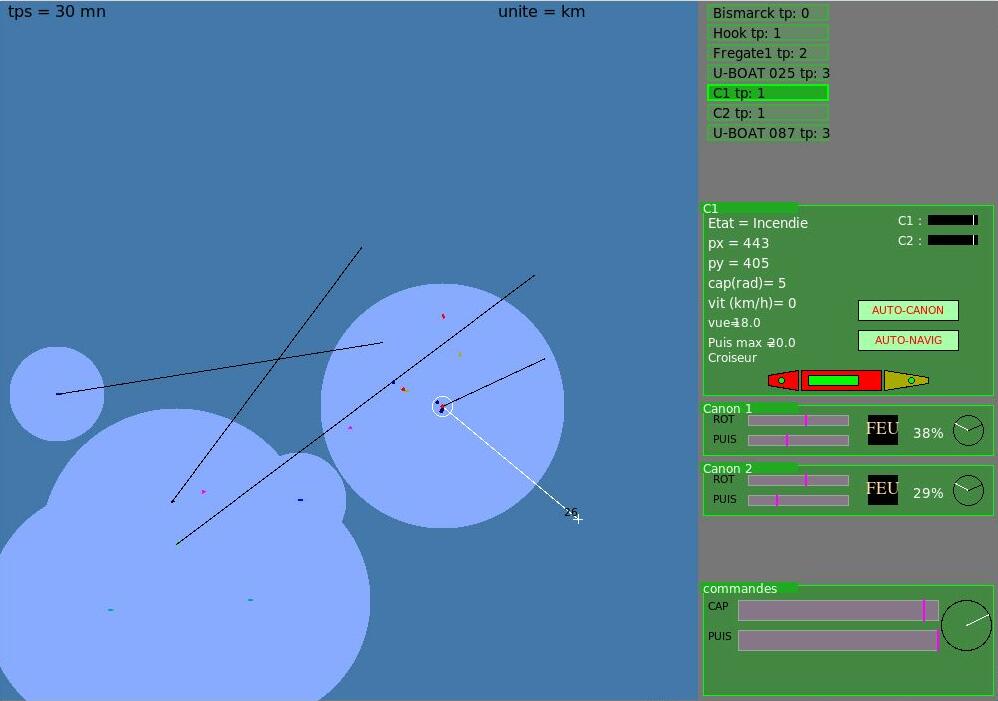 tps = 30 mn
unite = km
Bismarck tp: 0
Hook tp: 1
Fregate1 tp: 2
U-BOAT 025 tp: 3
C1 tp: 1
C2 tp: 1
U-BOAT 087 tp: 3
C1
Etat = Incendie
C1 :
px = 443
C2 :
py = 405
cap(rad)= 5
vit (km/h)= 0
AUTO-CANON
vue=18.0
AUTO-NAVIG
Puis max =20.0
Croiseur
Canon 1
ROT
PUIS
FEU
38%
Canon 2
ROT
PUIS
FEU
29%
26
commandes
CAP
PUIS